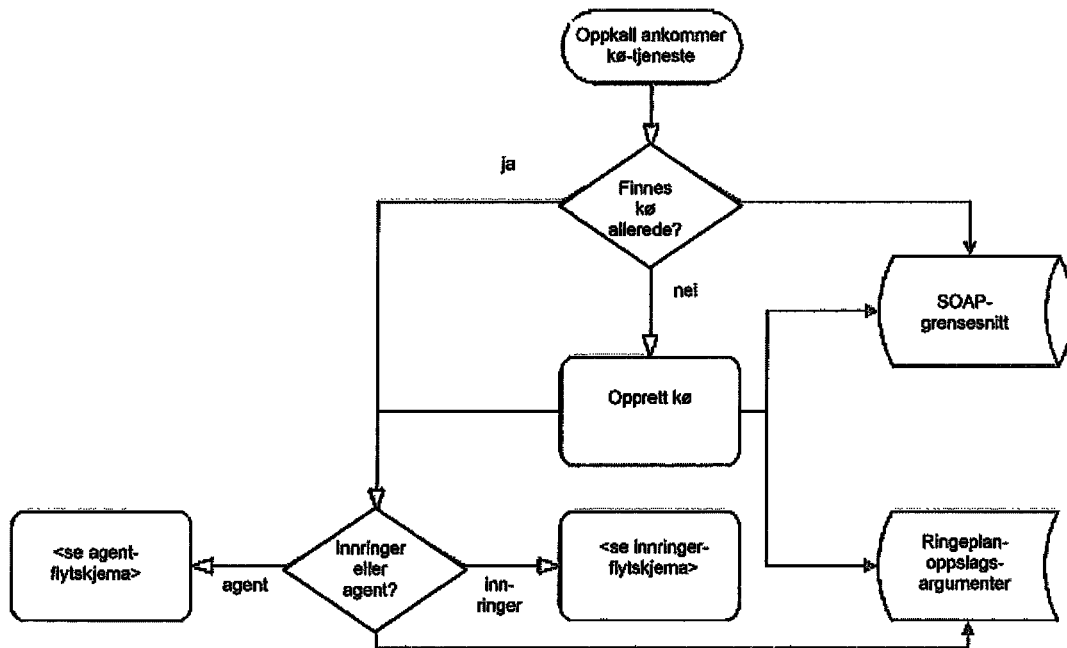 Oppkall ankommer
kø-tjeneste
ja
Finnes
kø
allerede?
nei
SOAP-
grensesnitt
Opprett kø
<se agent-
flytskjema>
agent
Innringer
eller
agent?
inn-
ringer
<se innringer-
flytskjema>
Ringeplan-
oppslags-
argumenter